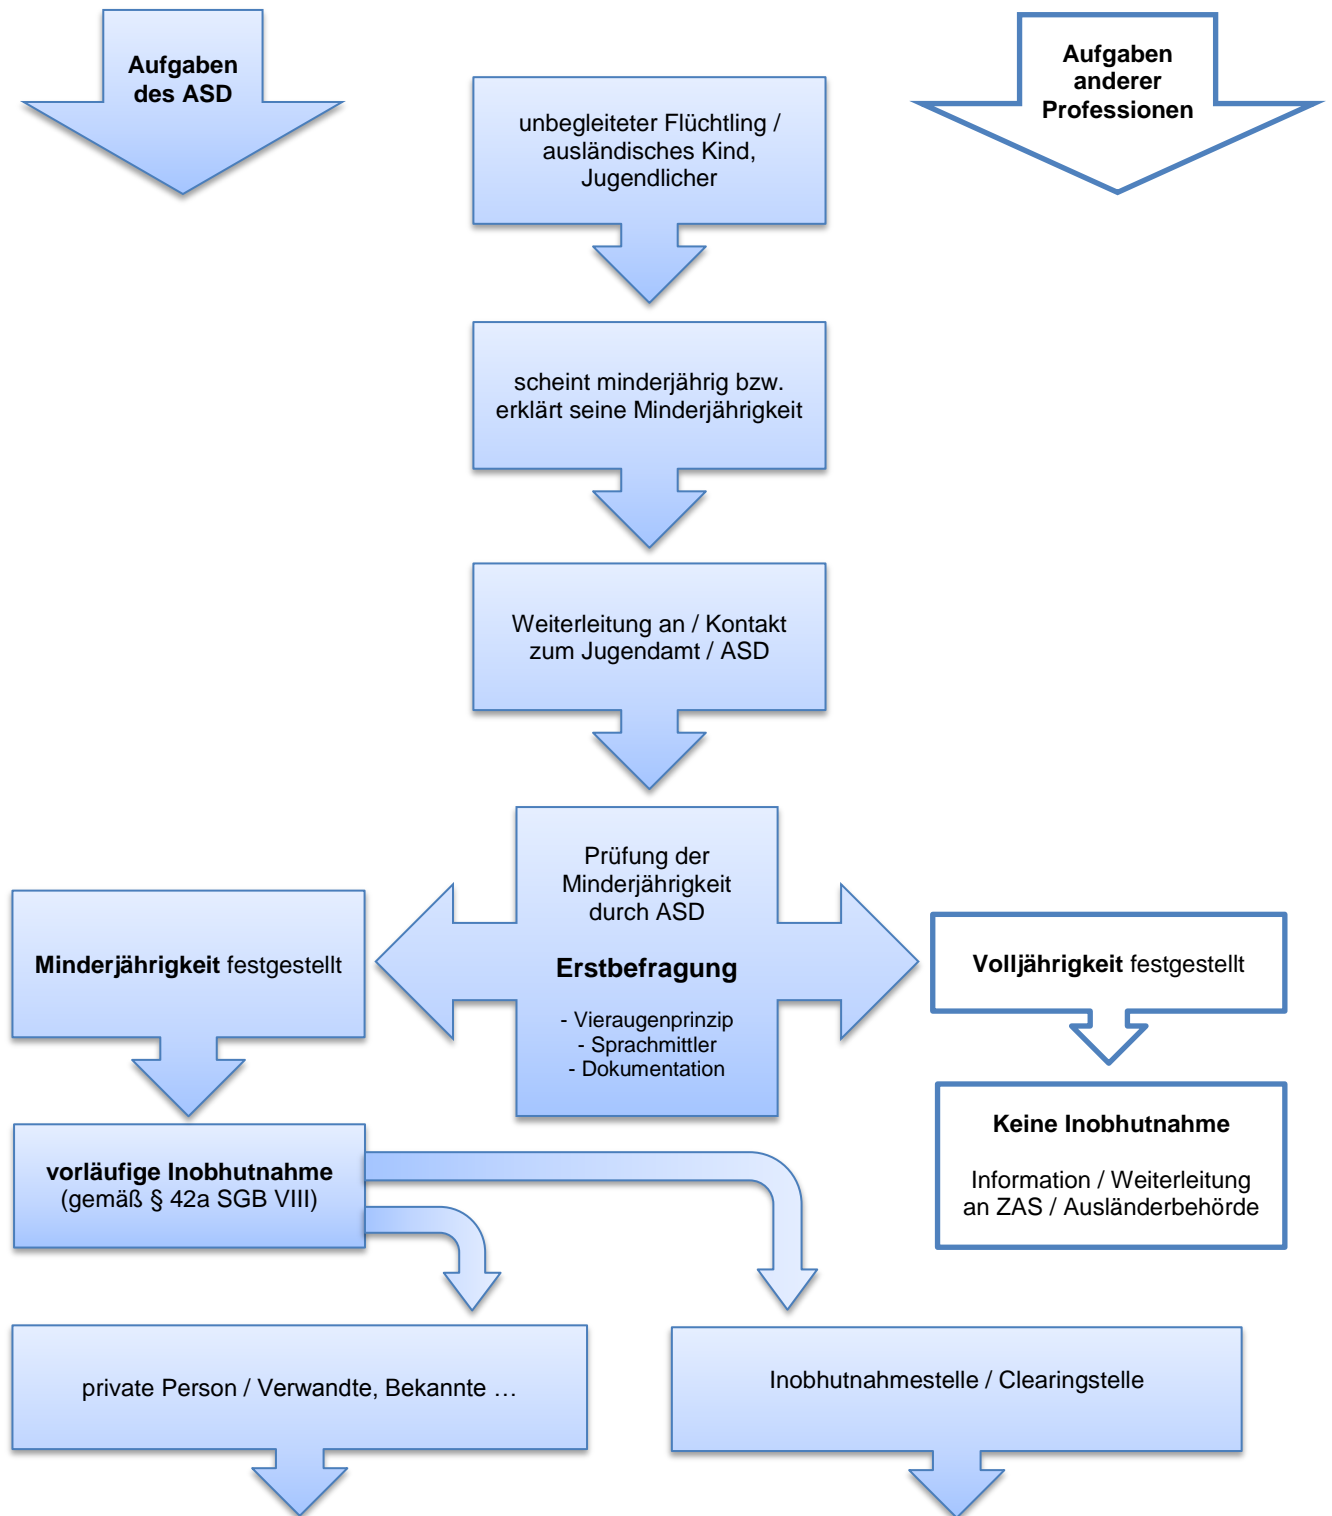 Aufgaben
des ASD
Aufgaben
anderer
Professionen
unbegleiteter Flüchtling /
ausländisches Kind,
Jugendlicher
scheint minderjährig bzw.
erklärt seine Minderjährigkeit
Weiterleitung an / Kontakt
zum Jugendamt / ASD
Prüfung der
Minderjährigkeit
durch ASD
Erstbefragung
- Vieraugenprinzip
- Sprachmittler
- Dokumentation
Minderjährigkeit festgestellt
Volljährigkeit festgestellt
vorläufige Inobhutnahme
(gemäß § 42a SGB VIII)
Keine Inobhutnahme
Information / Weiterleitung
an ZAS / Ausländerbehörde
private Person / Verwandte, Bekannte …
Inobhutnahmestelle / Clearingstelle